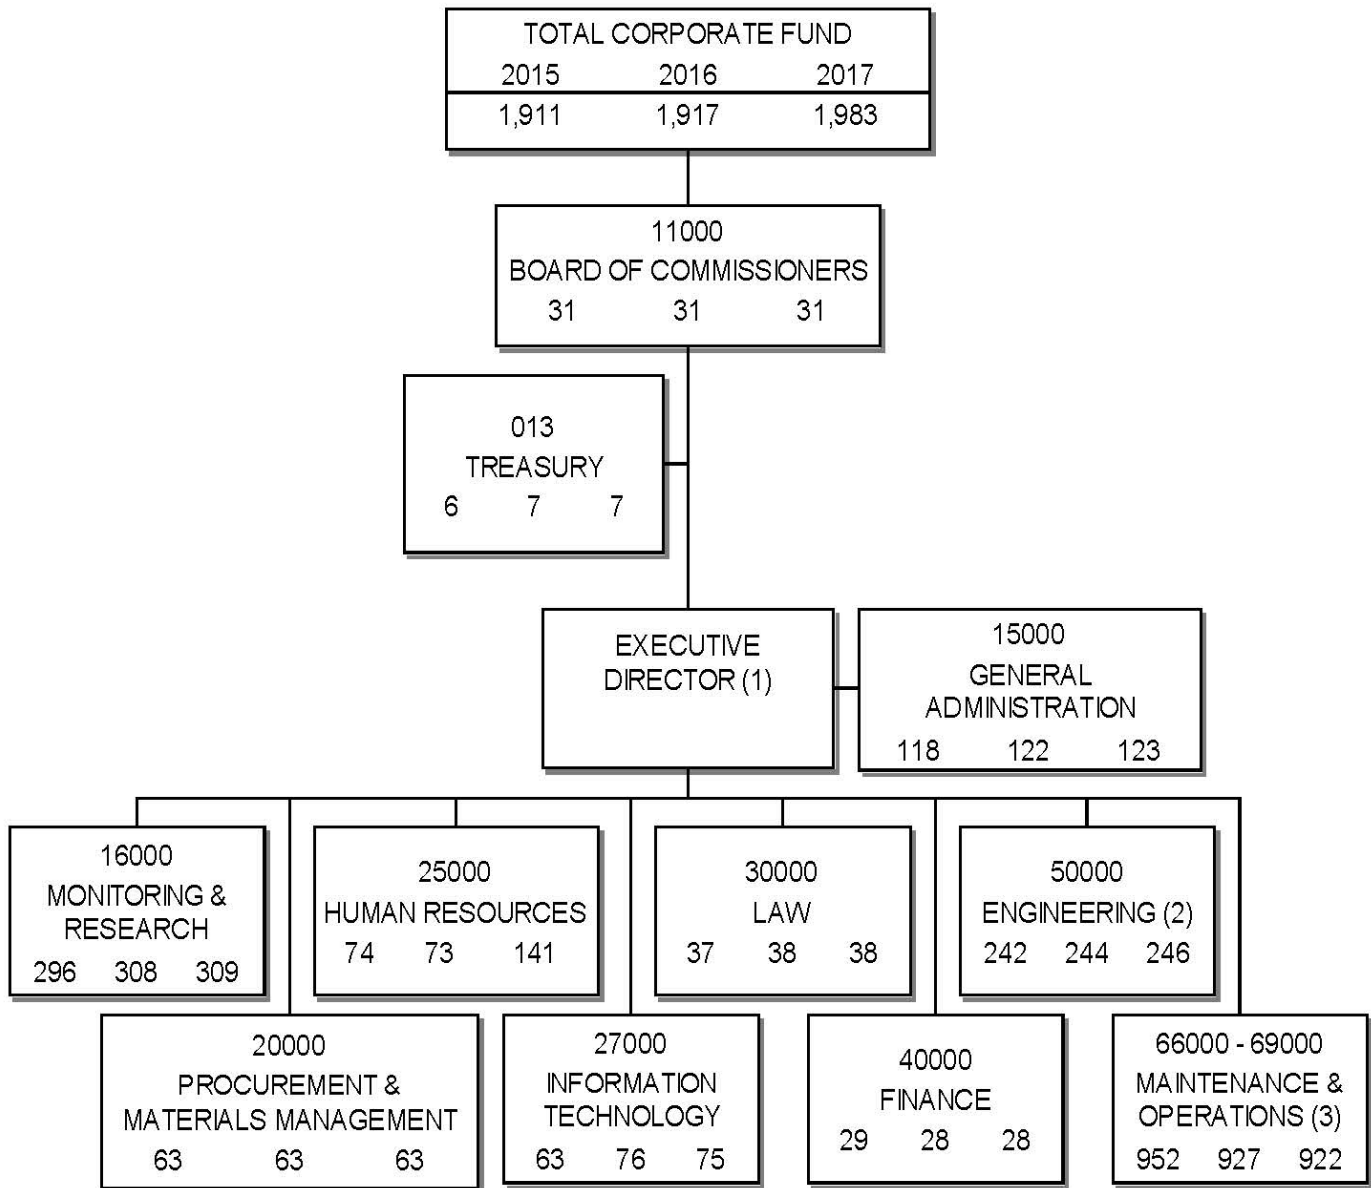 TOTAL CORPORATE FUND
2015 2016 2017
1,911 1,917 1,983
11000
BOARD OF COMMISSIONERS
31 31 31
013
TREASURY
6 7 7
EXECUTIVE
DIRECTOR (1)
15000
GENERAL
ADMINISTRATION
118 122 123
16000
MONITORING &
RESEARCH
296 308 309
25000
HUMAN RESOURCES
74 73 141
30000
LAW
37 38 38
50000
ENGINEERING (2)
242 244 246
20000
PROCUREMENT &
MATERIALS MANAGEMENT
63 63 63
27000
INFORMATION
TECHNOLOGY
63 76 75
40000
FINANCE
29 28 28
66000 - 69000
MAINTENANCE &
OPERATIONS (3)
952 927 922